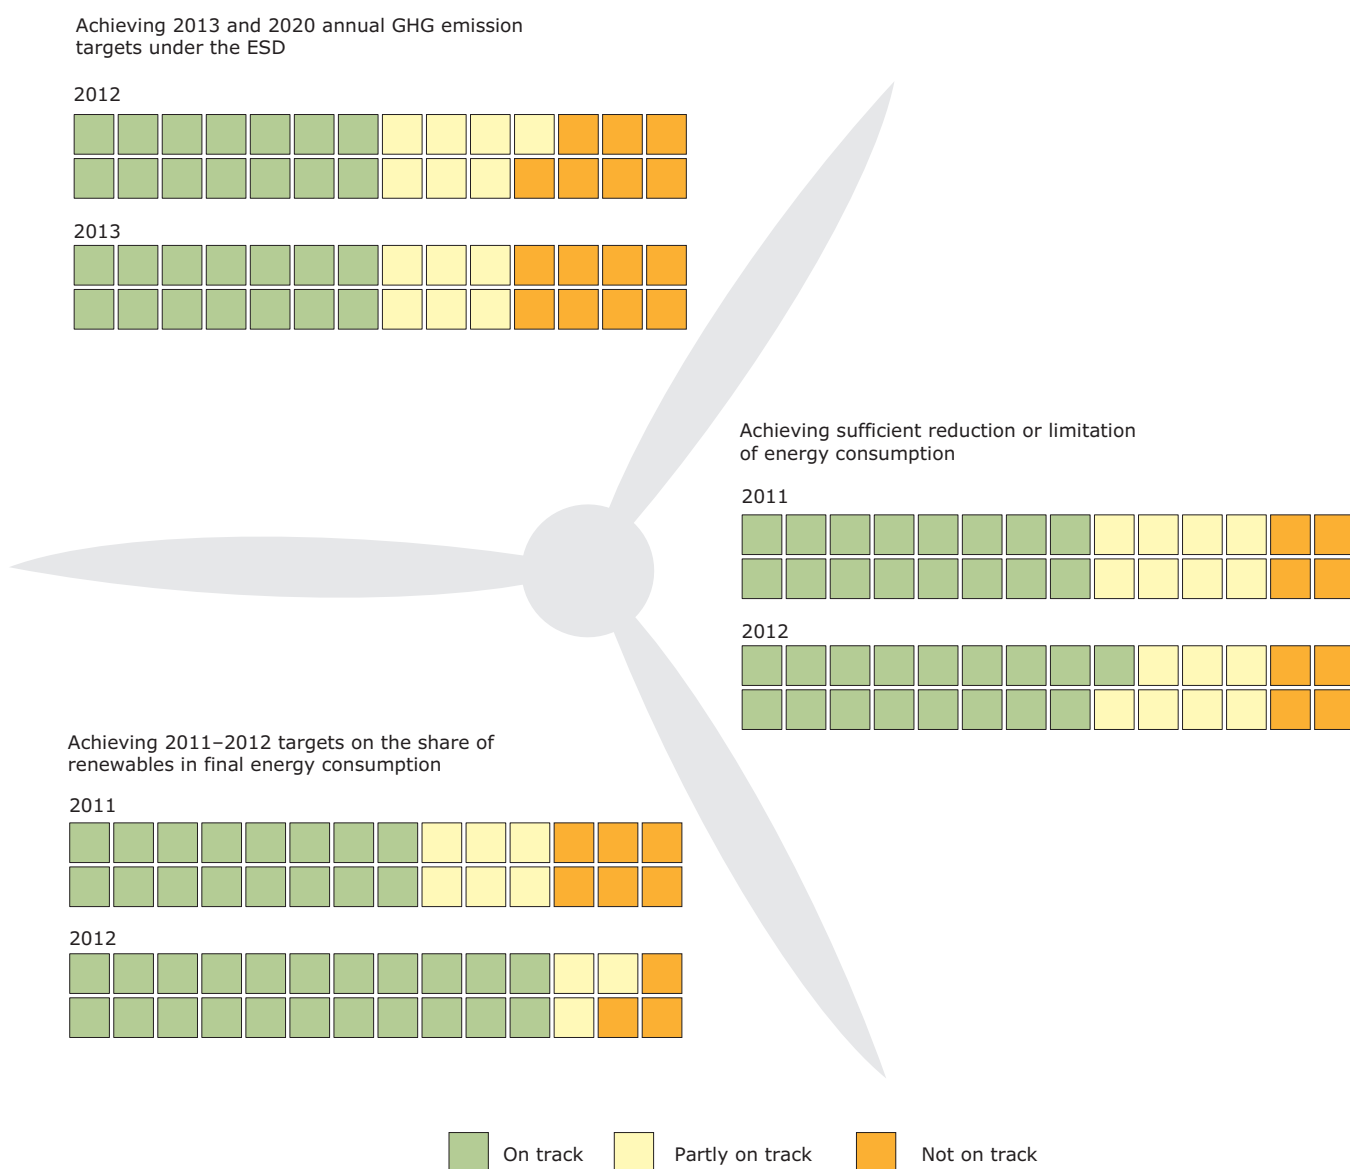 Achieving 2013 and 2020 annual GHG emission
targets under the ESD
2012
2013
Achieving sufficient reduction or limitation
of energy consumption
2011
2012
Achieving 2011–2012 targets on the share of
renewables in final energy consumption
2011
2012
On track
Partly on track
Not on track